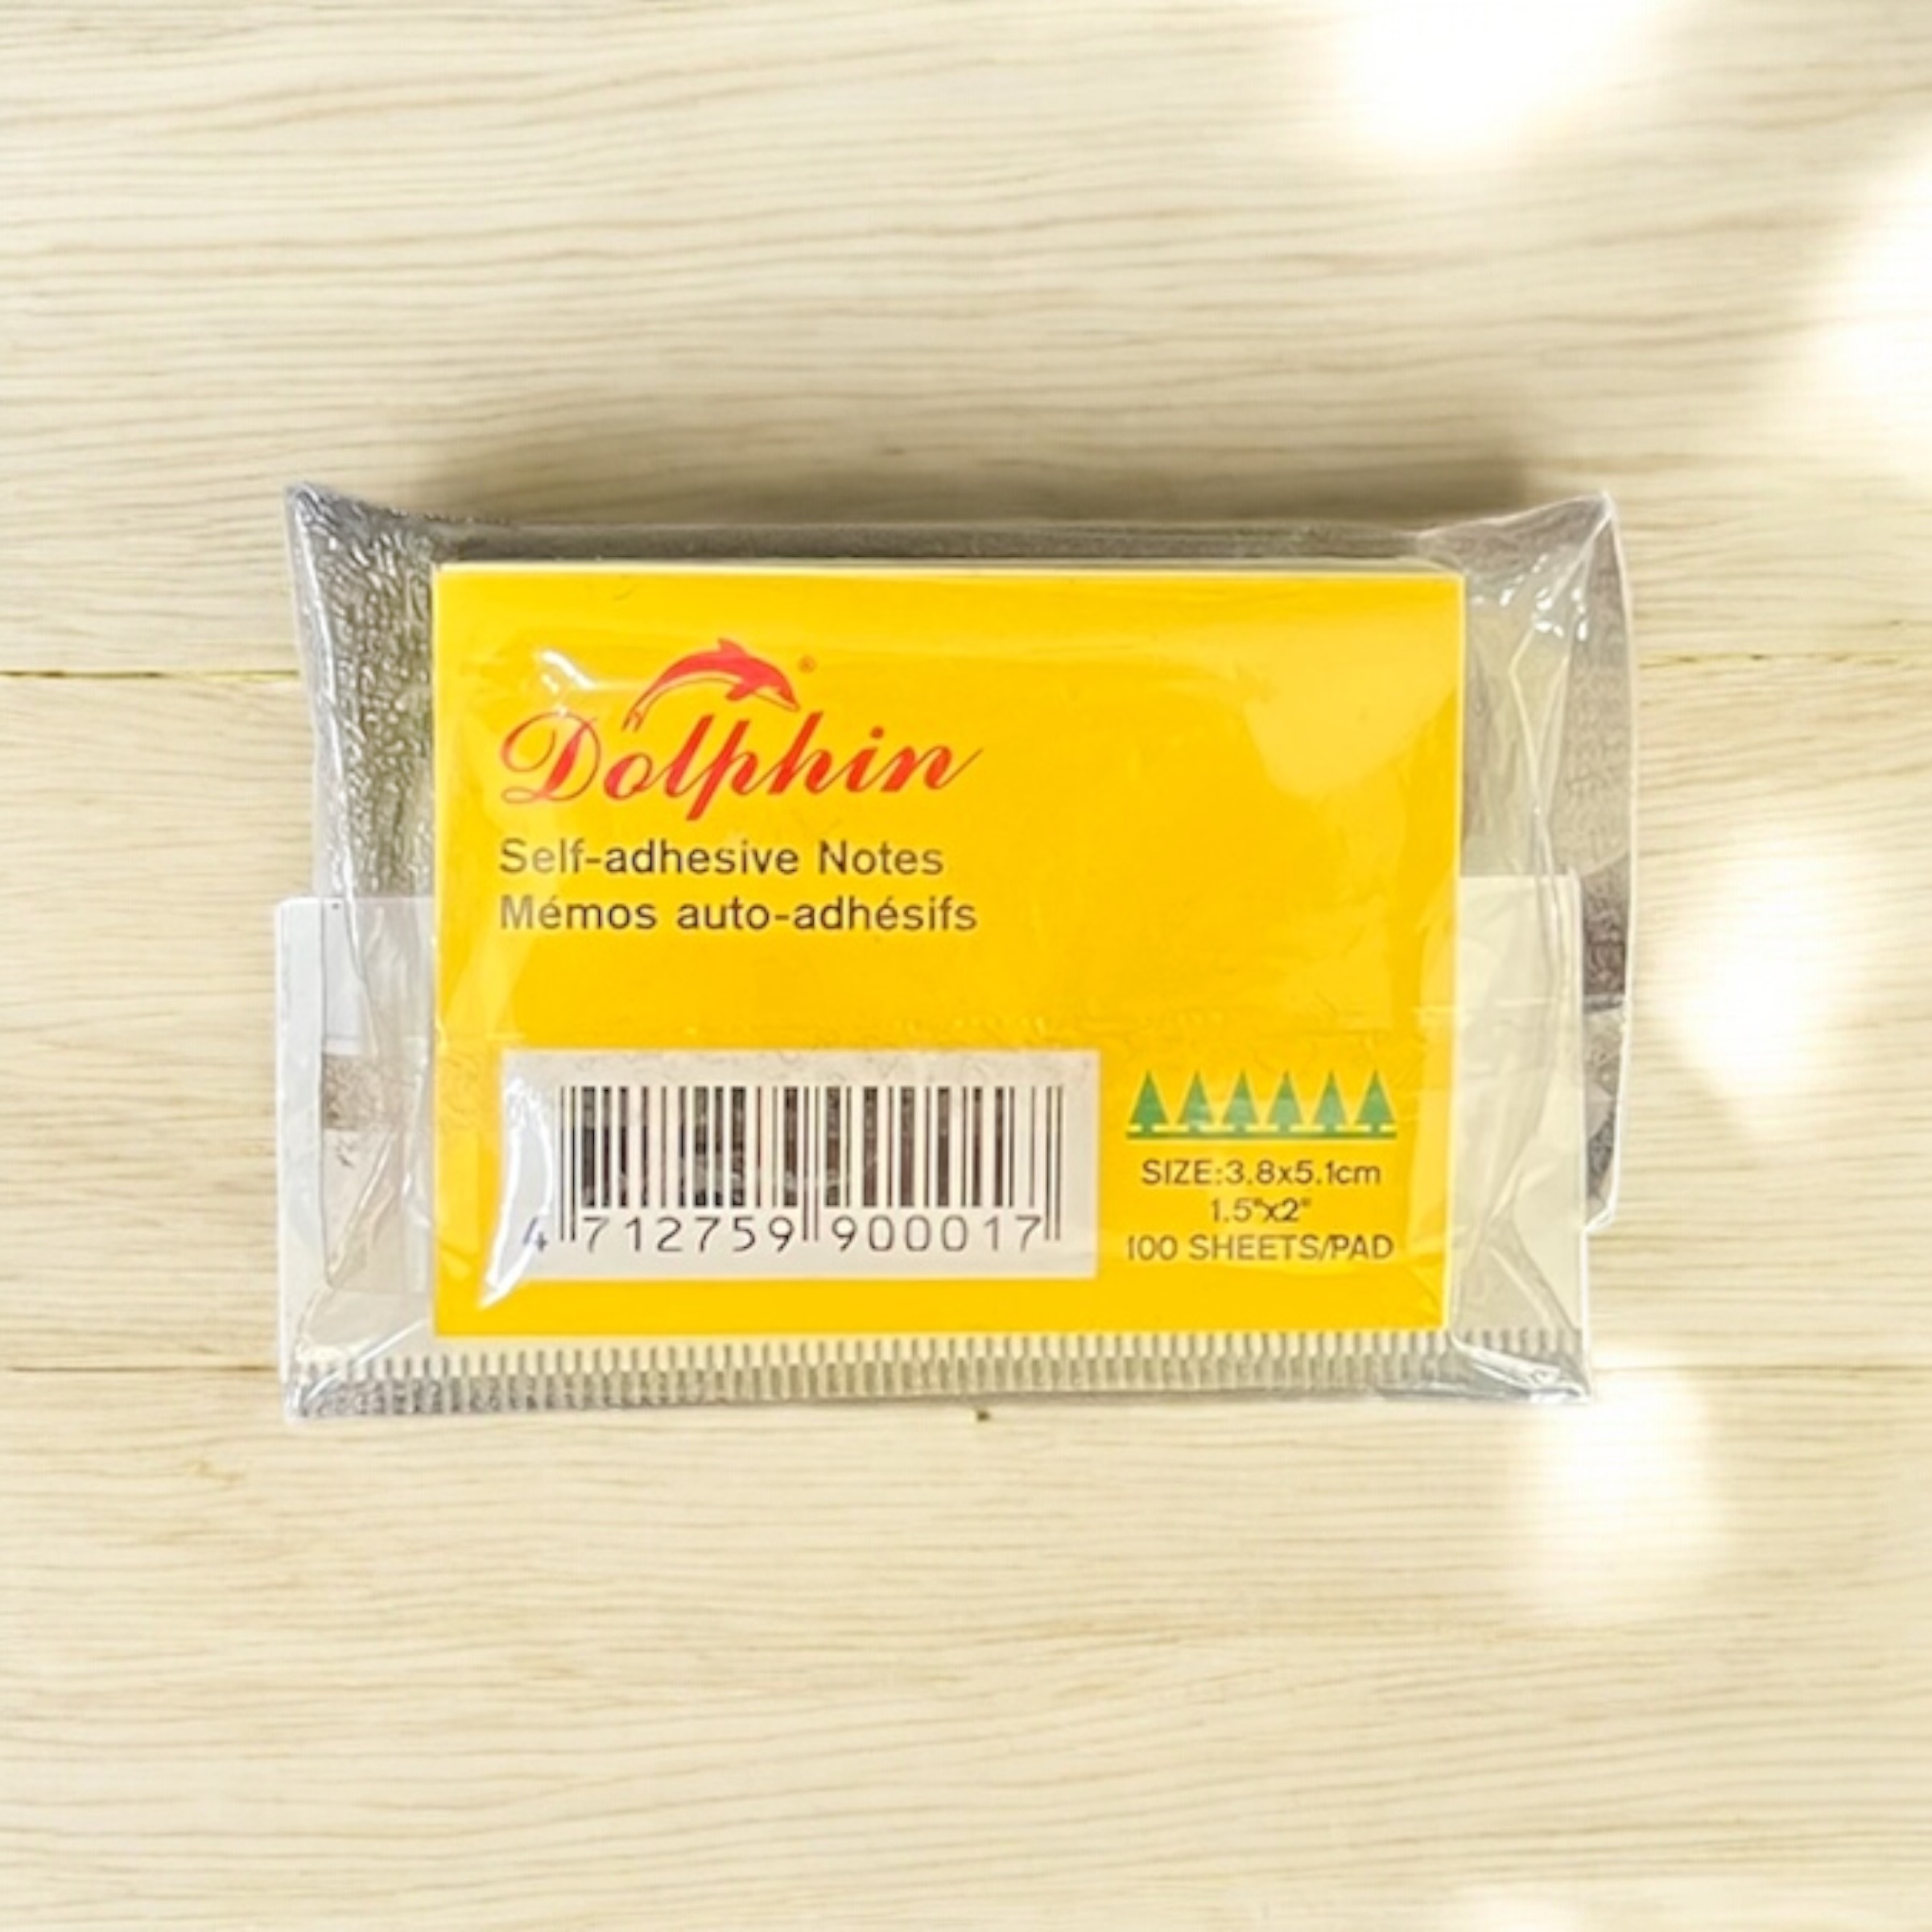 Dolphin®
Self-adhesive Notes
Mémos auto-adhésifs
4 712759 900017
SIZE:3.8x5.1cm
1.5"x2"
100 SHEETS/PAD